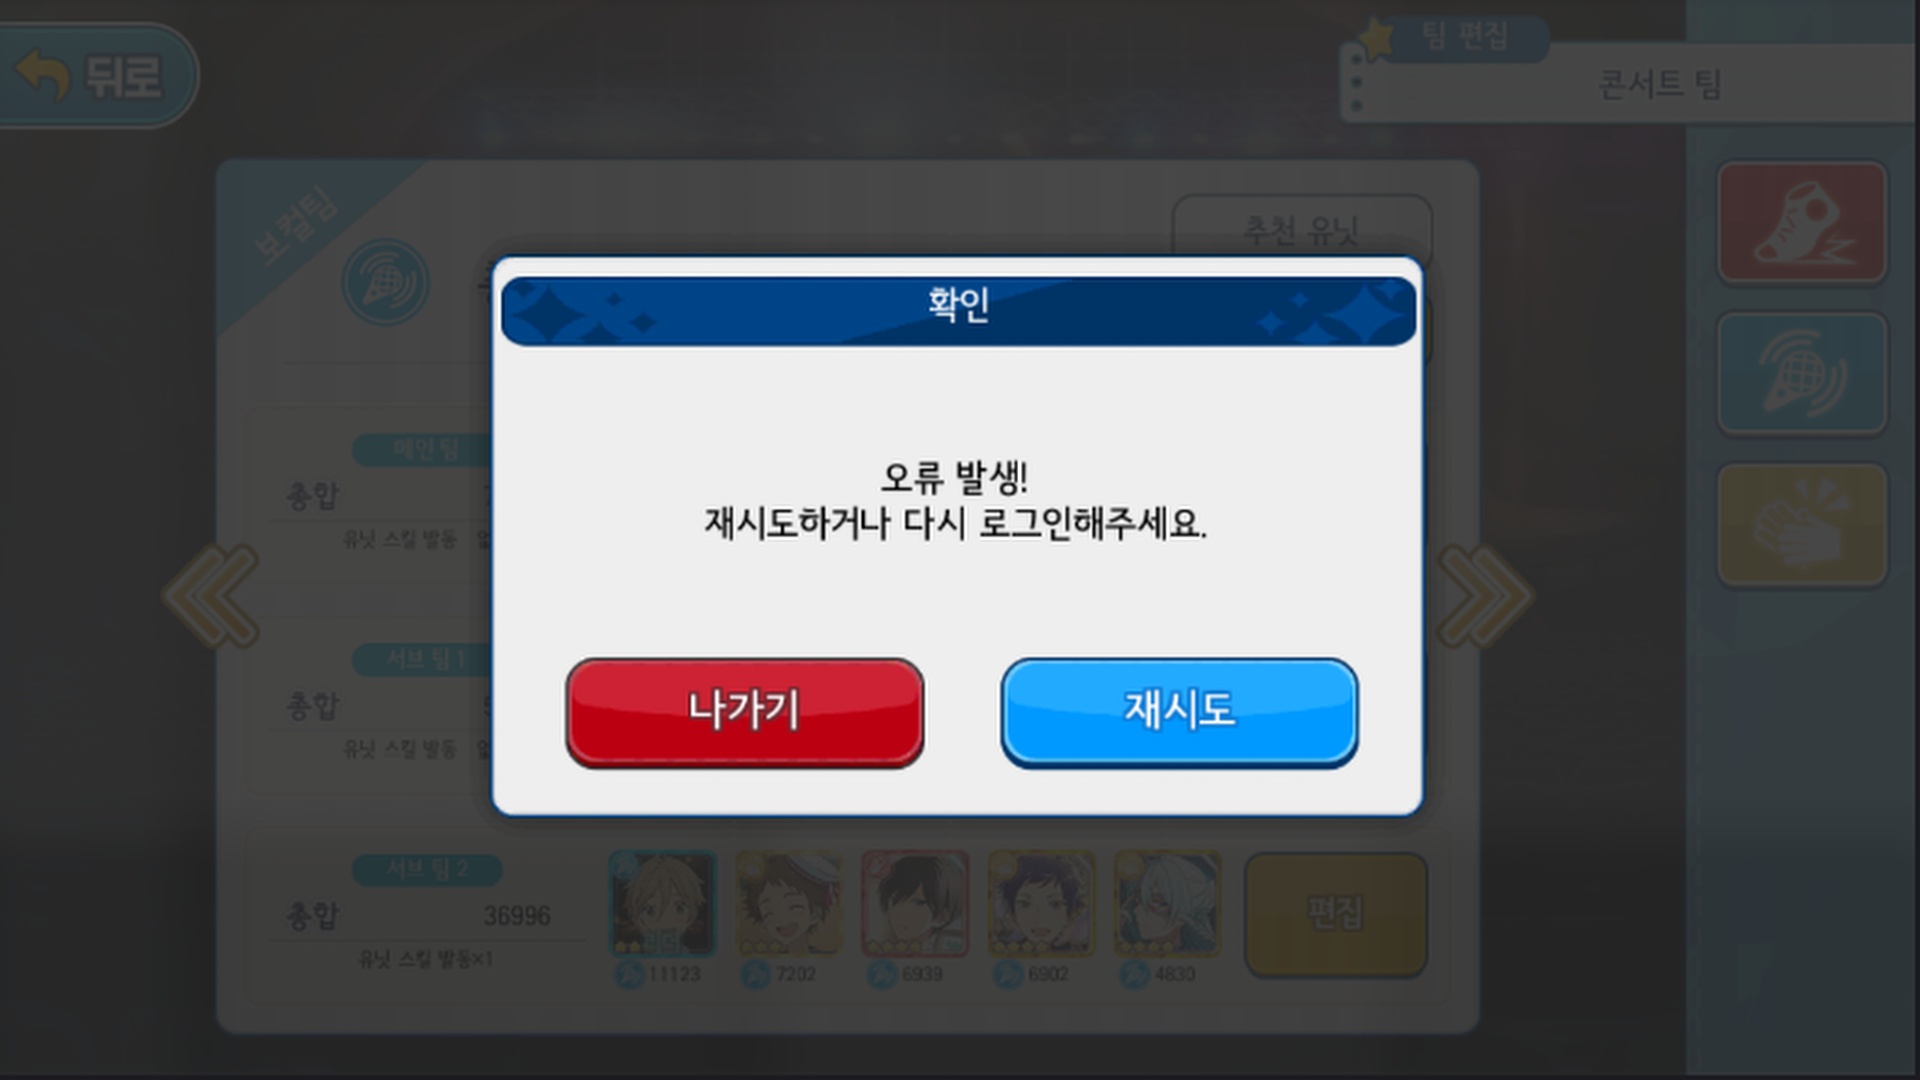 뒤로
팀 편집
콘서트 팀
보컬팀
추천 유닛
확인
오류 발생!
재시도하거나 다시 로그인해주세요.
나가기
재시도
메인 팀
총합
유닛 스킬 발동
서브 팀 1
총합
유닛 스킬 발동
서브 팀 2
총합 36996
유닛 스킬 발동×1
11123 7202 6939 6902 4830
편집